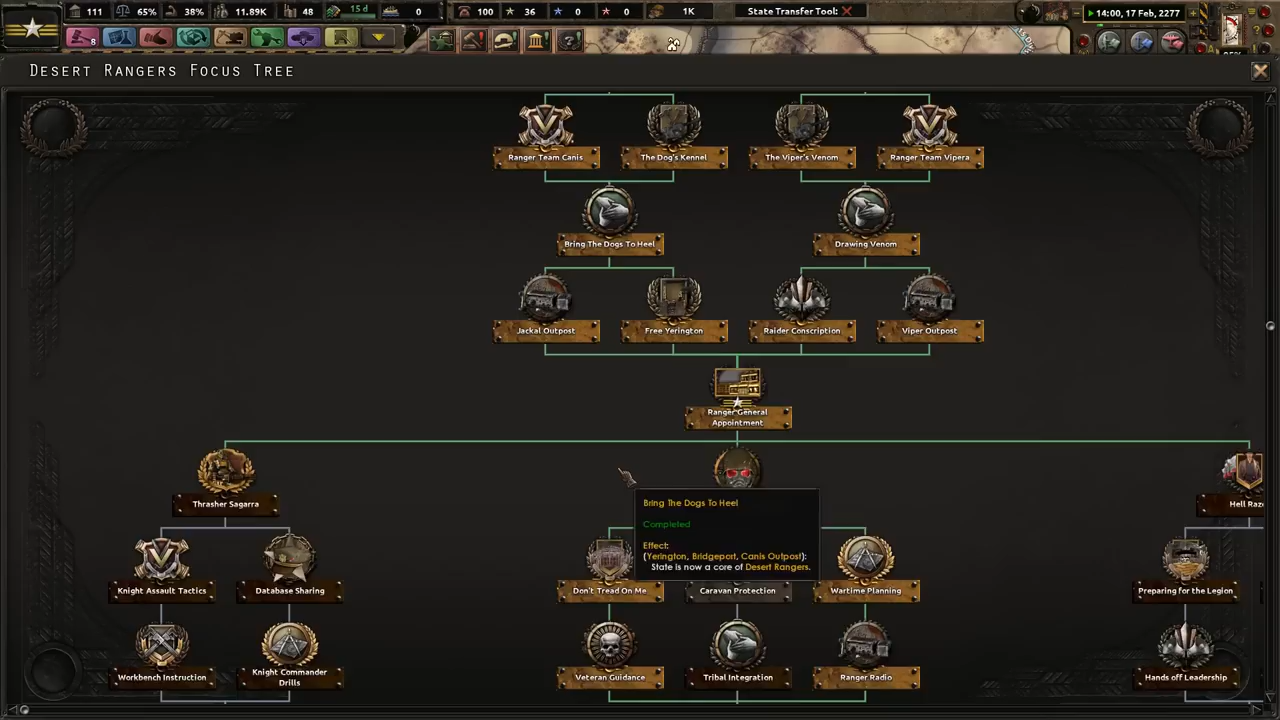 111
65%
38%
11.89K
48
15 d
0
100
36
0
0
1K
State Transfer Tool:
14:00, 17 Feb, 2277
8
DESERT RANGERS FOCUS TREE
Ranger Team Canis
The Dog's Kennel
The Viper's Venom
Ranger Team Vipera
Bring The Dogs To Heel
Drawing Venom
Jackal Outpost
Free Yerington
Raider Conscription
Viper Outpost
Ranger General
Appointment
Thrasher Sagarra
Hell Raz
Bring The Dogs To Heel
Completed
Effect:
(Yerington, Bridgeport, Canis Outpost):
State is now a core of Desert Rangers.
Knight Assault Tactics
Database Sharing
Don't Tread On Me
Caravan Protection
Wartime Planning
Preparing for the Legion
Workbench Instruction
Knight Commander
Drills
Veteran Guidance
Tribal Integration
Ranger Radio
Hands off Leadership